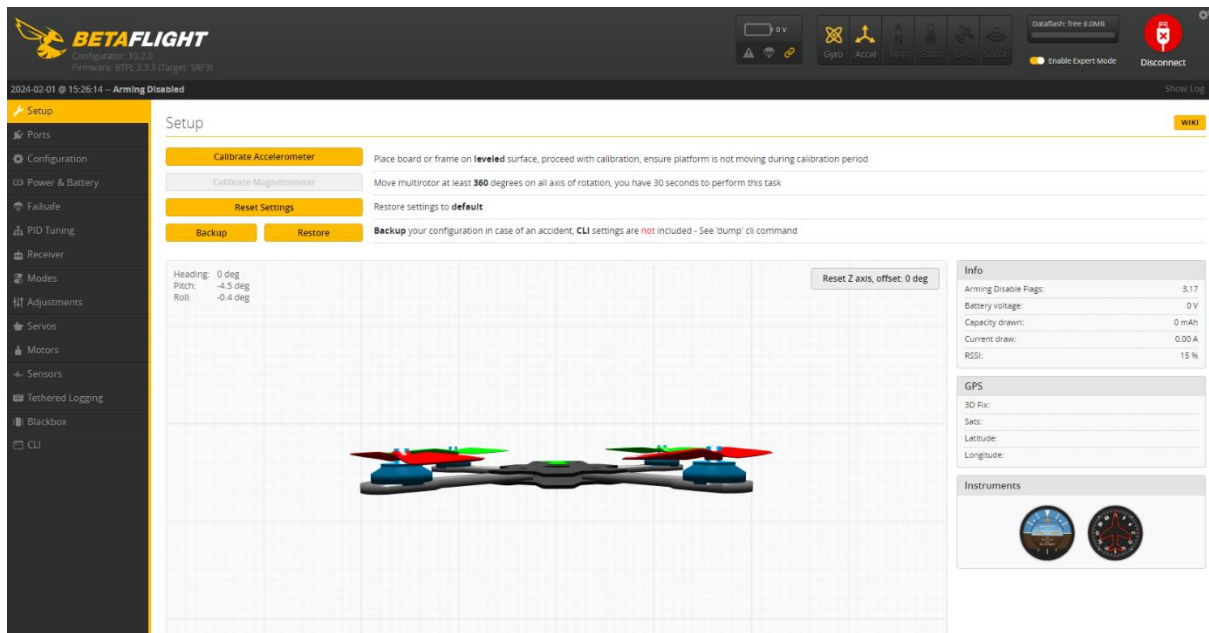 BETAFLIGHT
Configurator: 10.2.0
Firmware: BTFL 3.3.3 (Target: SRF3)
0 V
Gyro Accel Mag Baro GPS Sonar
Dataflash: free 8.0MB
Enable Expert Mode
Disconnect
2024-02-01 @ 15:26:14 -- Arming Disabled
Show Log
Setup
Ports
Configuration
Power & Battery
Failsafe
PID Tuning
Receiver
Modes
Adjustments
Servos
Motors
Sensors
Tethered Logging
Blackbox
CLI
Setup
WIKI
Calibrate Accelerometer
Place board or frame on leveled surface, proceed with calibration, ensure platform is not moving during calibration period
Calibrate Magnetometer
Move multirotor at least 360 degrees on all axis of rotation, you have 30 seconds to perform this task
Reset Settings
Restore settings to default
Backup Restore
Backup your configuration in case of an accident, CLI settings are not included - See 'dump' cli command
Heading: 0 deg
Pitch: -4.5 deg
Roll: -0.4 deg
Reset Z axis, offset: 0 deg
Info
Arming Disable Flags: 3.17
Battery voltage: 0 V
Capacity drawn: 0 mAh
Current draw: 0.00 A
RSSI: 15 %
GPS
3D Fix:
Sats:
Latitude:
Longitude:
Instruments